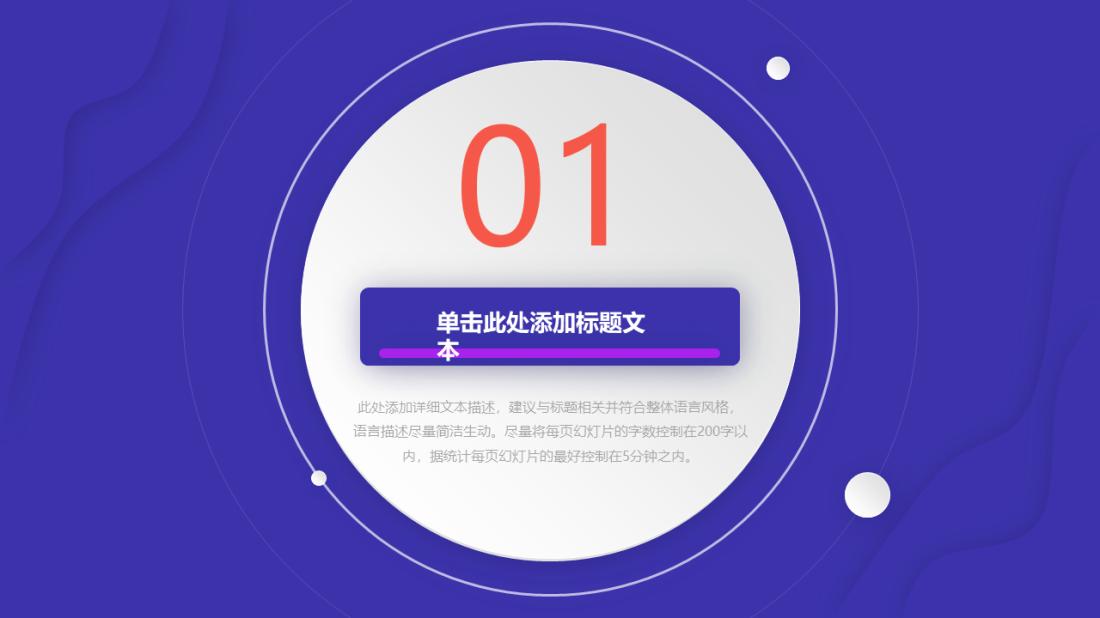 01
单击此处添加标题文
本
此处添加详细文本描述，建议与标题相关并符合整体语言风格，
语言描述尽量简洁生动。尽量将每页幻灯片的字数控制在200字以
内，据统计每页幻灯片的最好控制在5分钟之内。